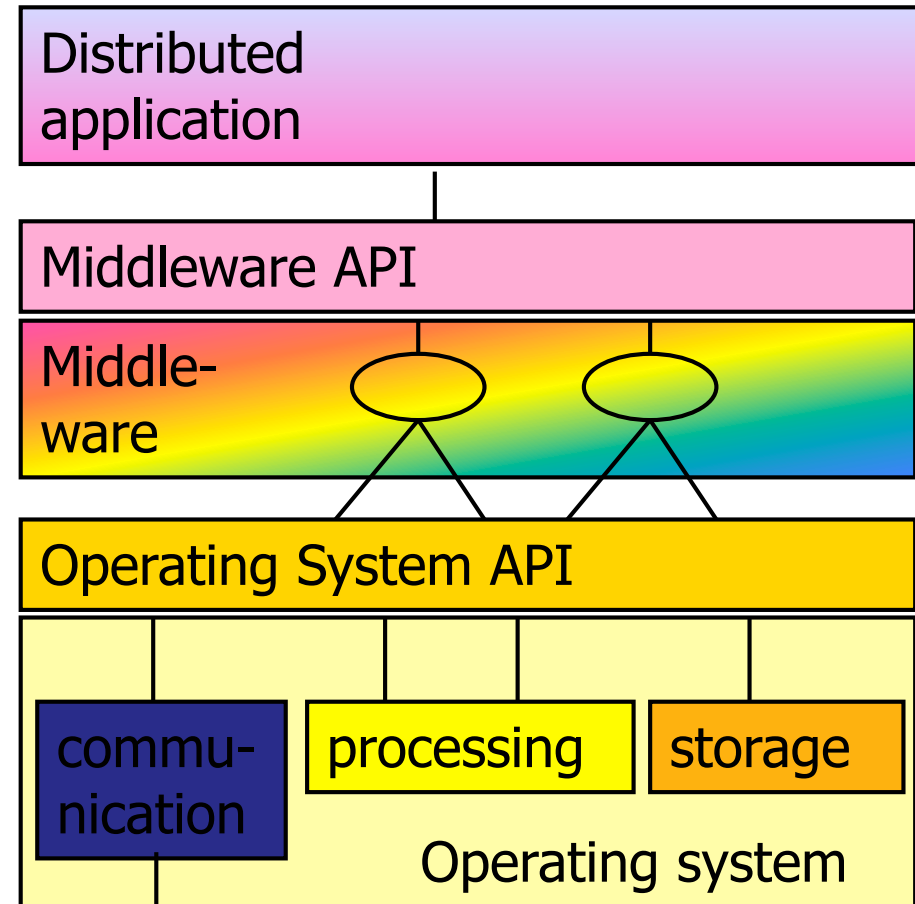 Distributed
application
Middleware API
Middle-
ware
Operating System API
commu-
nication
processing
storage
Operating system